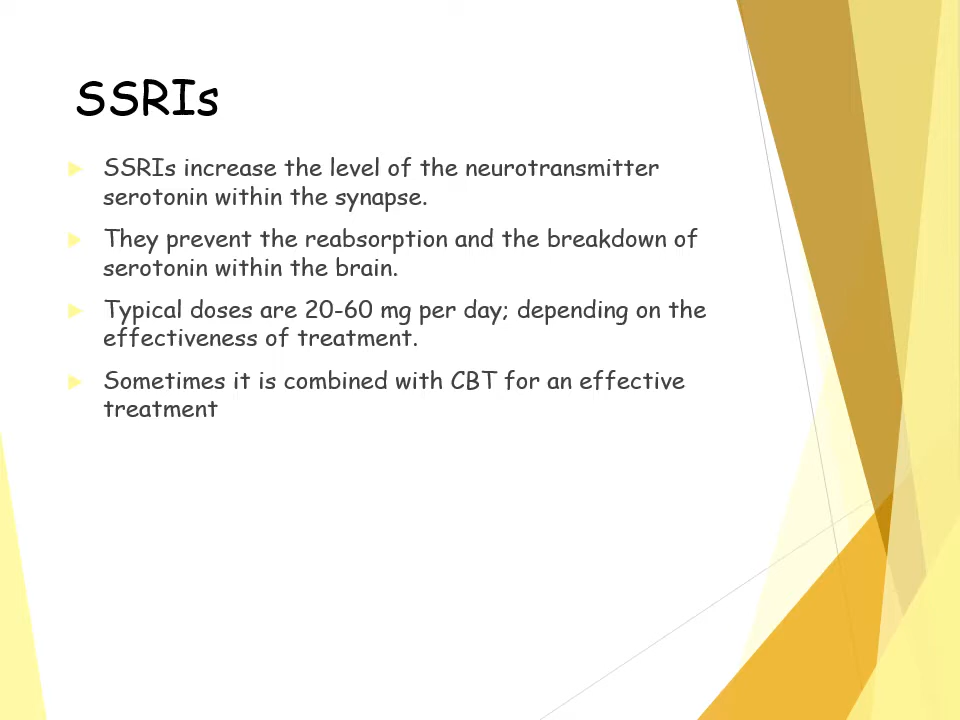 SSRIs
SSRIs increase the level of the neurotransmitter
serotonin within the synapse.
They prevent the reabsorption and the breakdown of
serotonin within the brain.
Typical doses are 20-60 mg per day; depending on the
effectiveness of treatment.
Sometimes it is combined with CBT for an effective
treatment